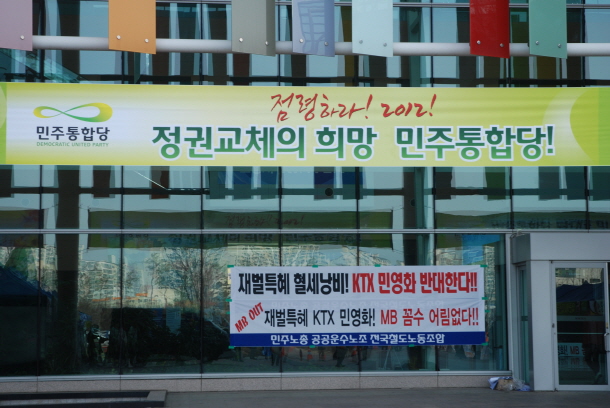 점령하라! 2012!
민주통합당
DEMOCRATIC UNITED PARTY
정권교체의 희망 민주통합당!
재벌특혜 혈세낭비! KTX 민영화 반대한다!!
MB OUT 재벌특혜 KTX 민영화! MB 꼼수 어림없다!!
민주노총 공공운수노조 전국철도노동조합